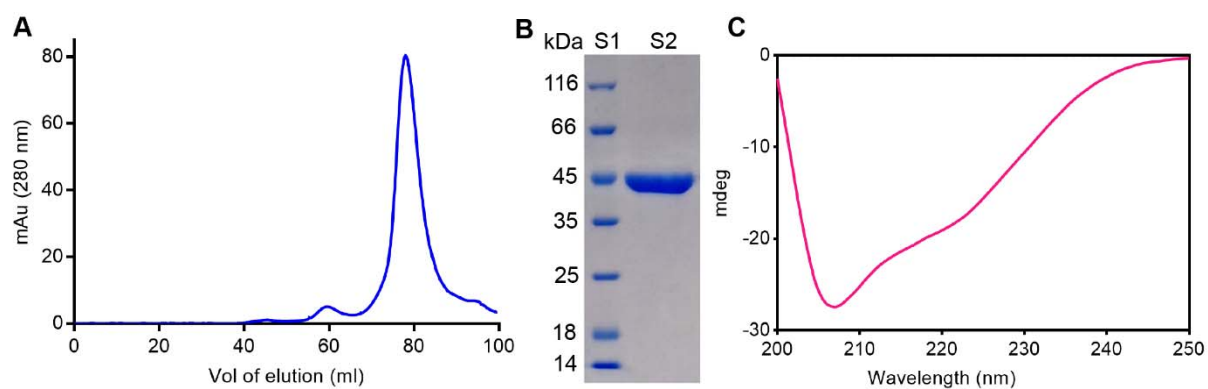 A
mAu (280 nm)
80
60
40
20
0
0 20 40 60 80 100
Vol of elution (ml)
B
kDa S1 S2
116
66
45
35
25
18
14
C
mdeg
0
-10
-20
-30
200 210 220 230 240 250
Wavelength (nm)